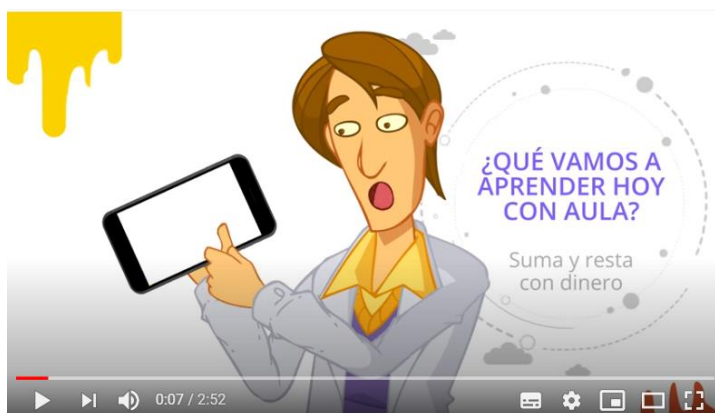 ¿QUÉ VAMOS A
APRENDER HOY
CON AULA?
Suma y resta
con dinero
0:07 / 2:52